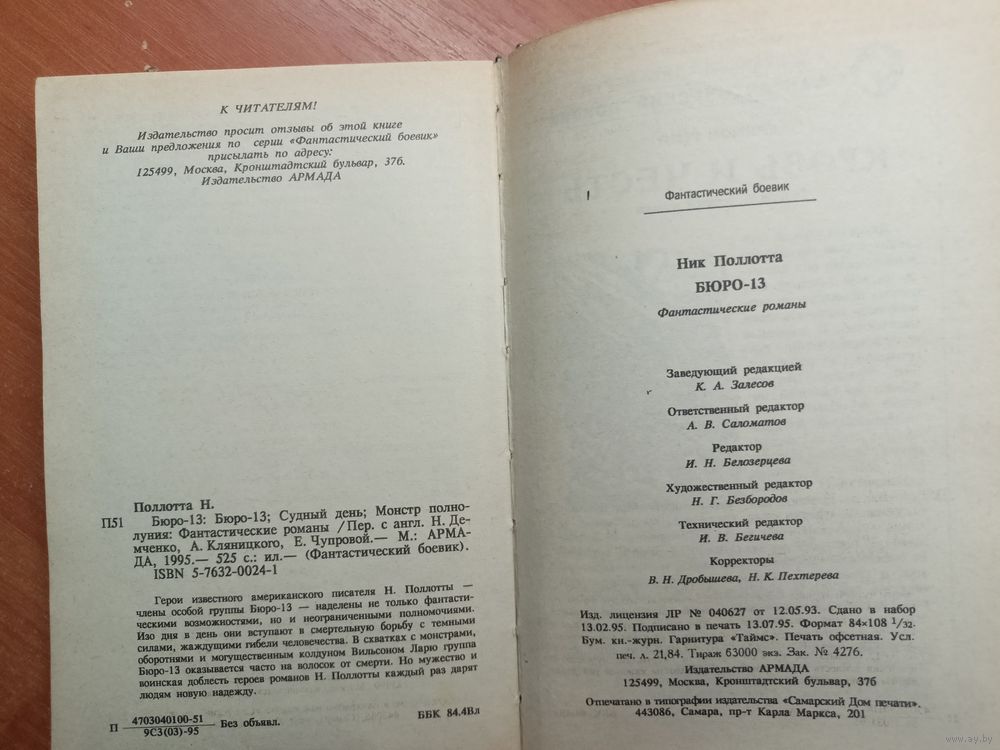 К ЧИТАТЕЛЯМ!
Издательство просит отзывы об этой книге
и Ваши предложения по серии «Фантастический боевик»
присылать по адресу:
125499, Москва, Кронштадтский бульвар, 37б.
Издательство АРМАДА
Поллотта Н.
П51 Бюро-13: Бюро-13; Судный день; Монстр полно-
луния: Фантастические романы /Пер. с англ. Н. Де-
мченко, А. Кляницкого, Е. Чупровой.— М.: АРМА-
ДА, 1995.— 525 с.: ил.— (Фантастический боевик).
ISBN 5-7632-0024-1
Герои известного американского писателя Н. Поллотты —
члены особой группы Бюро-13 — наделены не только фантасти-
ческими возможностями, но и неограниченными полномочиями.
Изо дня в день они вступают в смертельную борьбу с темными
силами, жаждущими гибели человечества. В схватках с монстрами,
оборотнями и могущественным колдуном Вильсоном Ларю группа
Бюро-13 оказывается часто на волосок от смерти. Но мужество и
воинская доблесть героев романов Н. Поллотты каждый раз дарят
людям новую надежду.
П 4703040100-51
9С3(03)-95 Без объявл. ББК 84.4Вл
Фантастический боевик
Ник Поллотта
БЮРО-13
Фантастические романы
Заведующий редакцией
К. А. Залесов
Ответственный редактор
А. В. Саломатов
Редактор
И. Н. Белозерцева
Художественный редактор
Н. Г. Безбородов
Технический редактор
И. В. Бегичева
Корректоры
В. Н. Дробышева, Н. К. Пехтерева
Изд. лицензия ЛР № 040627 от 12.05.93. Сдано в набор
13.02.95. Подписано в печать 13.07.95. Формат 84×108 1/32.
Бум. кн.-журн. Гарнитура «Таймс». Печать офсетная. Усл.
печ. л. 21,84. Тираж 63000 экз. Зак. № 4276.
Издательство АРМАДА
125499, Москва, Кронштадтский бульвар, 37б
Отпечатано в типографии издательства «Самарский Дом печати».
443086, Самара, пр-т Карла Маркса, 201
www.ay.by